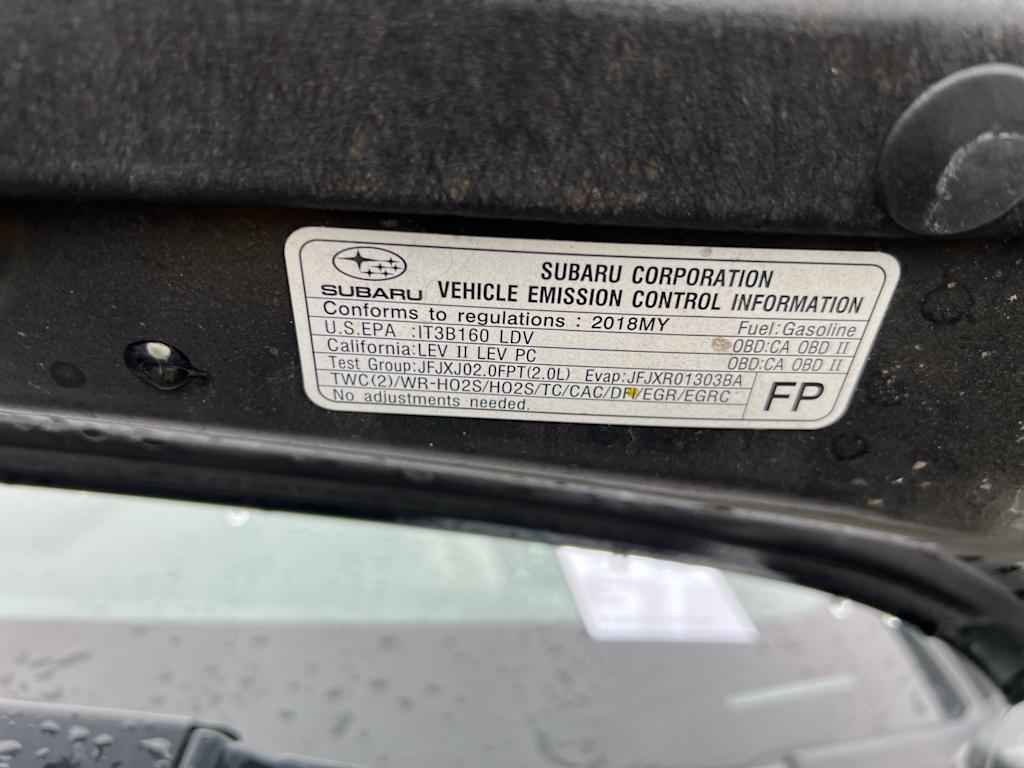 SUBARU
SUBARU CORPORATION
VEHICLE EMISSION CONTROL INFORMATION
Conforms to regulations : 2018MY Fuel:Gasoline
U.S.EPA :IT3B160 LDV OBD:CA OBD II
California:LEV II LEV PC OBD:CA OBD II
Test Group:JFJXJ02.0FPT(2.0L) Evap:JFJXR01303BA
TWC(2)/WR-HO2S/HO2S/TC/CAC/DFI/EGR/EGRC
No adjustments needed.
FP